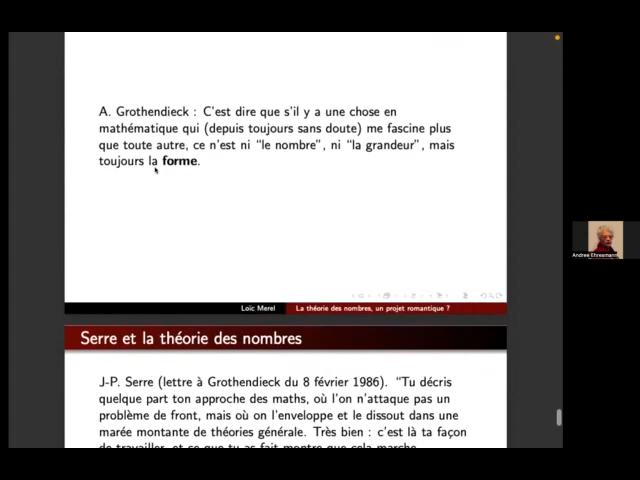 A. Grothendieck : C'est dire que s'il y a une chose en
mathématique qui (depuis toujours sans doute) me fascine plus
que toute autre, ce n'est ni "le nombre", ni "la grandeur", mais
toujours la forme.
Loïc Merel La théorie des nombres, un projet romantique ?
Serre et la théorie des nombres
J-P. Serre (lettre à Grothendieck du 8 février 1986). "Tu décris
quelque part ton approche des maths, où l'on n'attaque pas un
problème de front, mais où on l'enveloppe et le dissout dans une
marée montante de théories générale. Très bien : c'est là ta façon
de travailler, et ce que tu as fait montre que cela marche
Andree Ehresmann